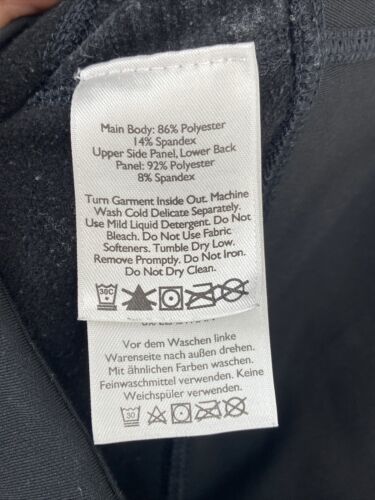 Main Body: 86% Polyester
14% Spandex
Upper Side Panel, Lower Back
Panel: 92% Polyester
8% Spandex
Turn Garment Inside Out. Machine
Wash Cold Delicate Separately.
Use Mild Liquid Detergent. Do Not
Bleach. Do Not Use Fabric
Softeners. Tumble Dry Low.
Remove Promptly. Do Not Iron.
Do Not Dry Clean.
30C
Vor dem Waschen linke
Warenseite nach außen drehen.
Mit ähnlichen Farben waschen.
Feinwaschmittel verwenden. Keine
Weichspüler verwenden.
30